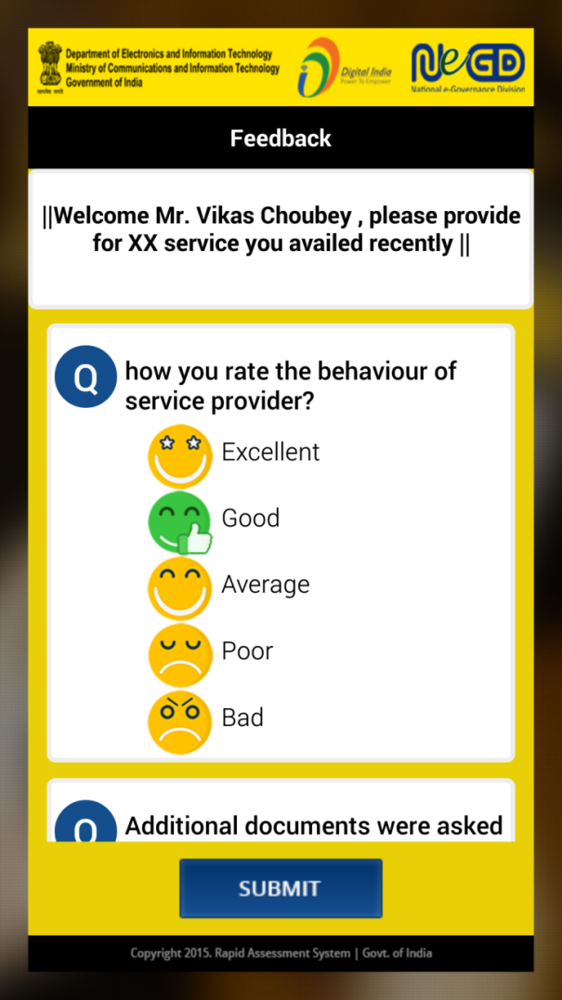 Department of Electronics and Information Technology
Ministry of Communications and Information Technology
Government of India
Digital India
Power To Empower
NeGD
National e-Governance Division
Feedback
||Welcome Mr. Vikas Choubey , please provide
for XX service you availed recently ||
Q
how you rate the behaviour of
service provider?
Excellent
Good
Average
Poor
Bad
Q
Additional documents were asked
SUBMIT
Copyright 2015. Rapid Assessment System | Govt. of India